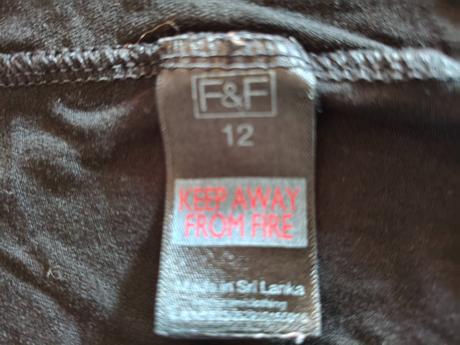 F&F
12
KEEP AWAY
FROM FIRE
Made in Sri Lanka